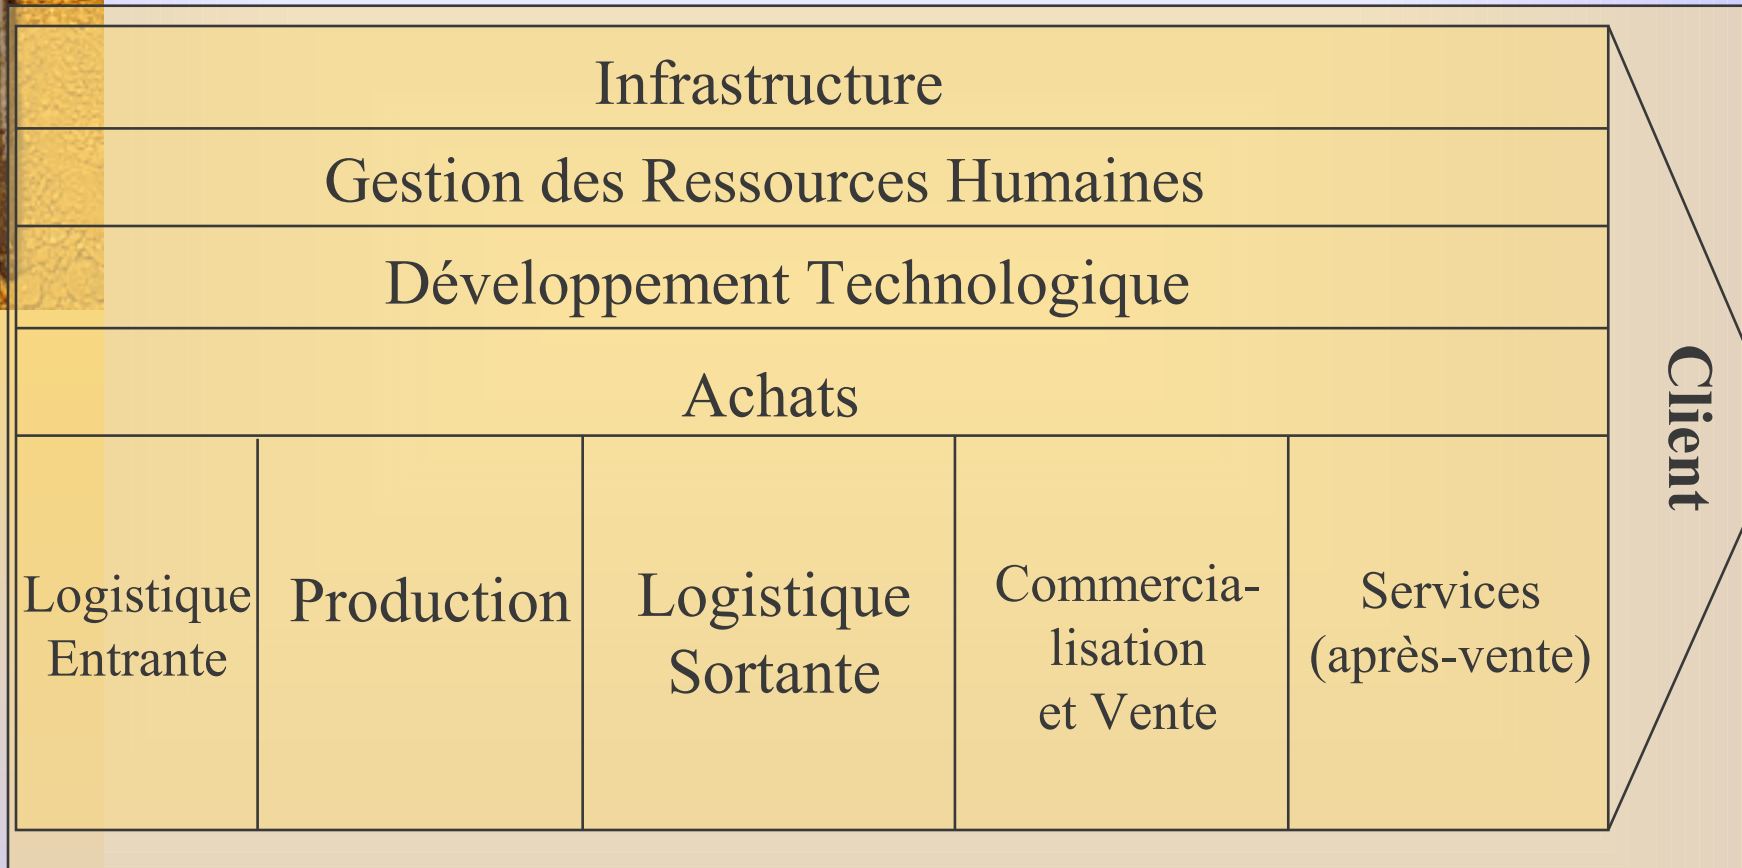 Infrastructure
Gestion des Ressources Humaines
Développement Technologique
Achats
Logistique
Entrante
Production
Logistique
Sortante
Commercia-
lisation
et Vente
Services
(après-vente)
Client